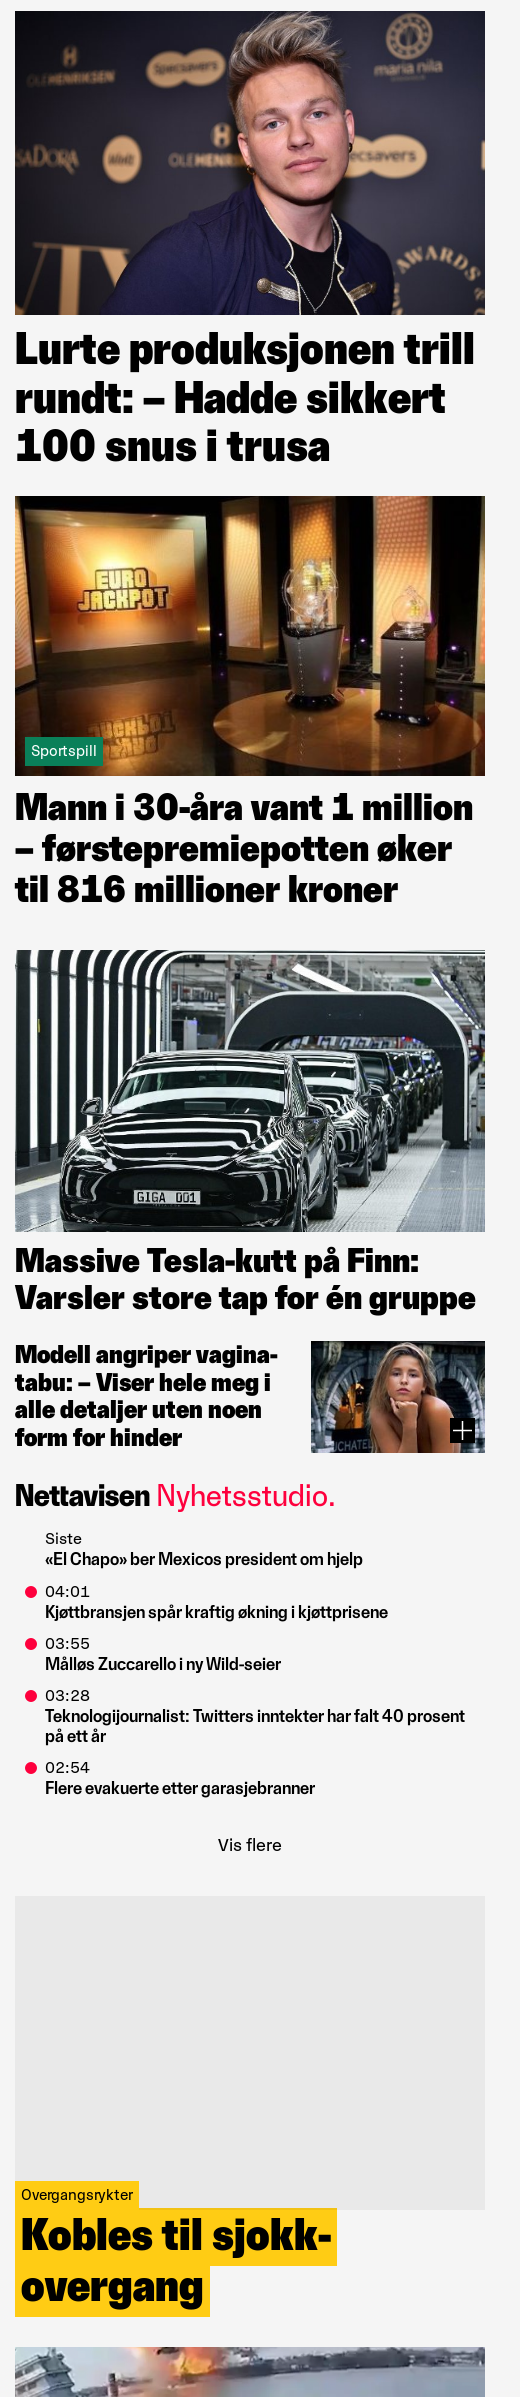 OLEHENRIKSEN
Specsavers
maria nila
SADORA
OLEHEN
ecsavers
AWARDS
Lurte produksjonen trill
rundt: – Hadde sikkert
100 snus i trusa
EURO
JACKPOT
Sportspill
Mann i 30-åra vant 1 million
– førstepremiepotten øker
til 816 millioner kroner
GIGA 001
Massive Tesla-kutt på Finn:
Varsler store tap for én gruppe
Modell angriper vagina-
tabu: – Viser hele meg i
alle detaljer uten noen
form for hinder
UCHATEL
Nettavisen Nyhetsstudio.
Siste
«El Chapo» ber Mexicos president om hjelp
04:01
Kjøttbransjen spår kraftig økning i kjøttprisene
03:55
Målløs Zuccarello i ny Wild-seier
03:28
Teknologijournalist: Twitters inntekter har falt 40 prosent
på ett år
02:54
Flere evakuerte etter garasjebranner
Vis flere
Overgangsrykter
Kobles til sjokk-
overgang